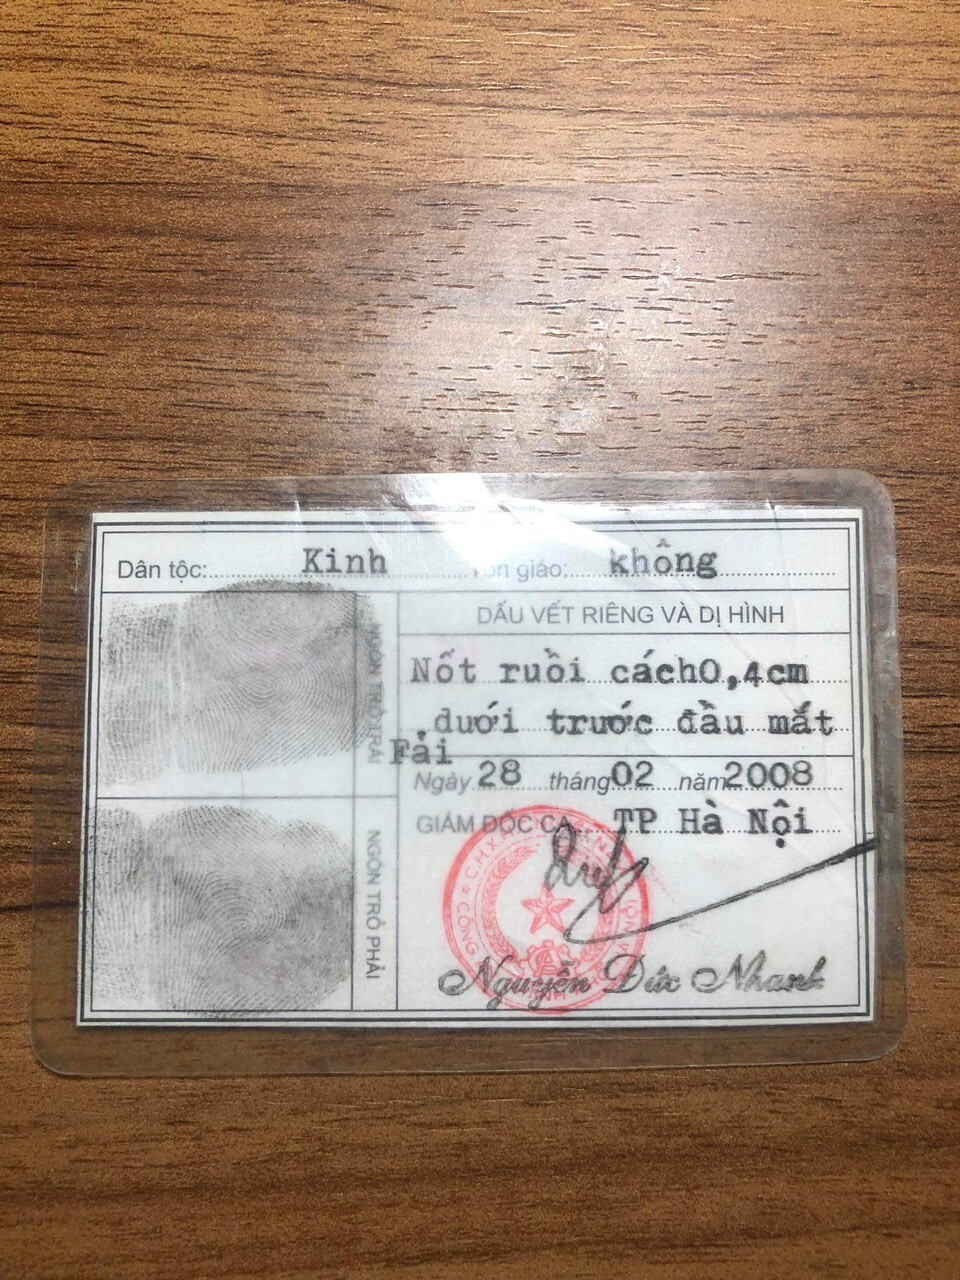 Dân tộc: Kinh Tôn giáo: không
NGÓN TRỎ TRÁI
DẤU VẾT RIÊNG VÀ DỊ HÌNH
Nốt ruồi cách0,4cm
dưới trước đầu mắt
Fải
Ngày 28 tháng 02 năm 2008
GIÁM ĐỐC CA TP Hà Nội
NGÓN TRỎ PHẢI
Nguyễn Đức Nhanh